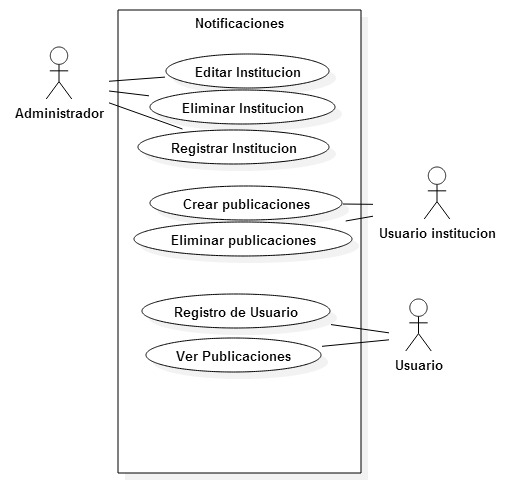 Notificaciones
Editar Institucion
Administrador
Eliminar Institucion
Registrar Institucion
Crear publicaciones
Usuario institucion
Eliminar publicaciones
Registro de Usuario
Ver Publicaciones
Usuario